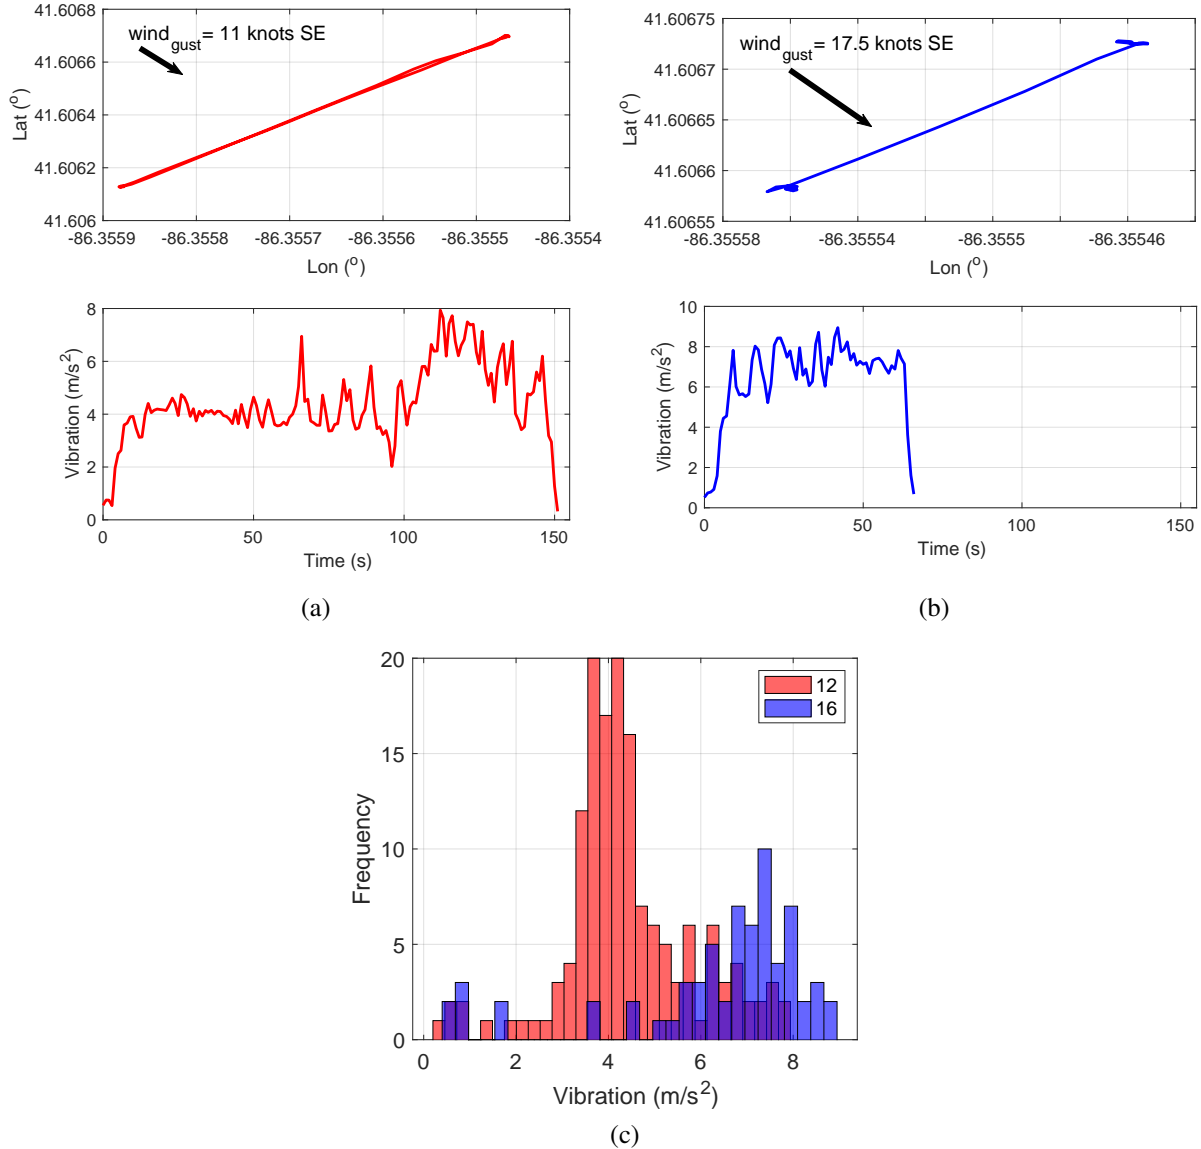 wind_gust = 11 knots SE
41.6068
41.6066
41.6064
41.6062
41.606
Lat (°)
-86.3559 -86.3558 -86.3557 -86.3556 -86.3555 -86.3554
Lon (°)
wind_gust = 17.5 knots SE
41.60675
41.6067
41.60665
41.6066
41.60655
Lat (°)
-86.35558 -86.35554 -86.3555 -86.35546
Lon (°)
8
6
4
2
0
Vibration (m/s²)
0 50 100 150
Time (s)
(a)
10
8
6
4
2
0
Vibration (m/s²)
0 50 100 150
Time (s)
(b)
20
15
10
5
0
Frequency
12
16
0 2 4 6 8
Vibration (m/s²)
(c)